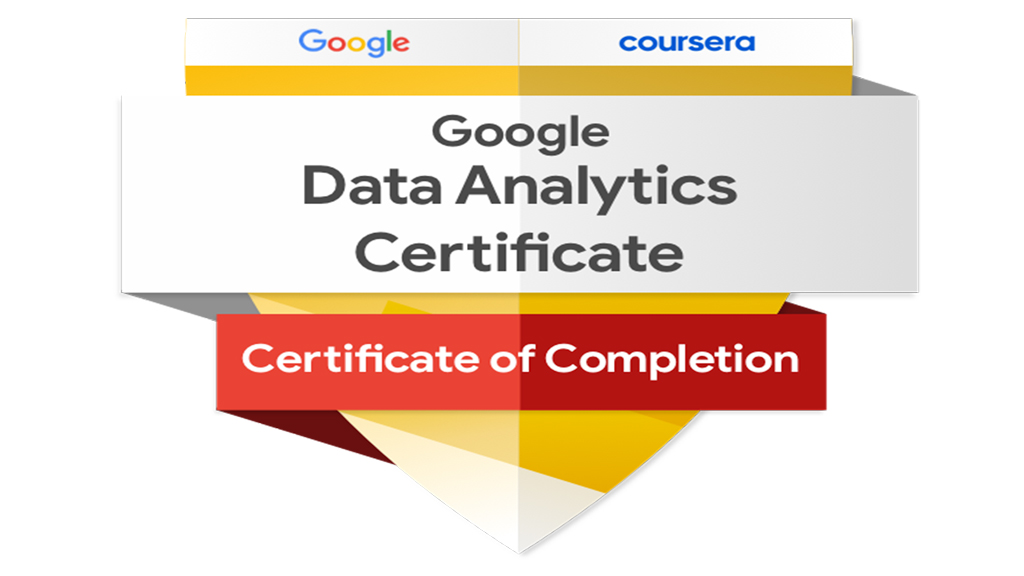 Google coursera
Google
Data Analytics
Certificate
Certificate of Completion